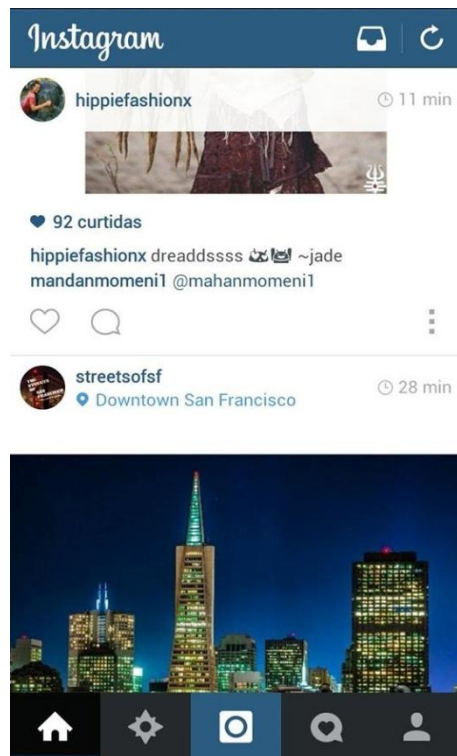 Instagram
hippiefashionx
11 min
92 curtidas
hippiefashionx dreaddssss ~jade
mandanmomeni1 @mahanmomeni1
streetsofsf
28 min
Downtown San Francisco